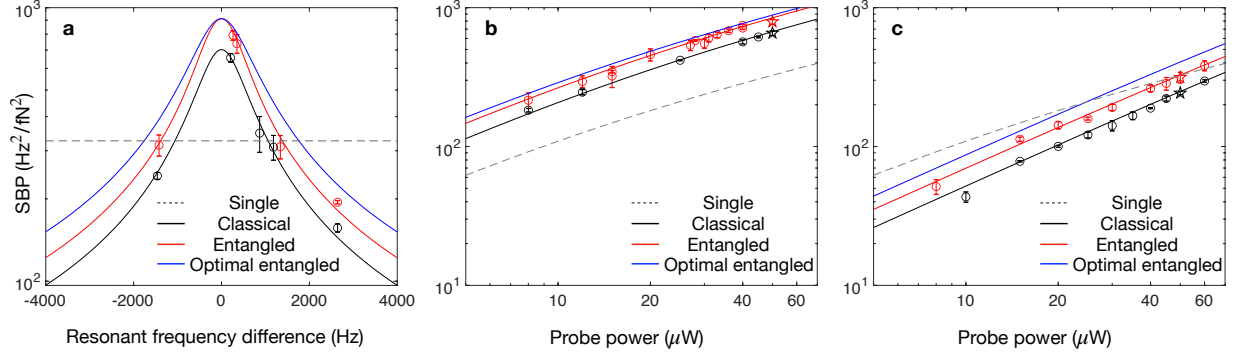 a
SBP (Hz²/fN²)
10³
10²
Single
Classical
Entangled
Optimal entangled
-4000 -2000 0 2000 4000
Resonant frequency difference (Hz)
b
10³
10²
10¹
Single
Classical
Entangled
Optimal entangled
10 20 40 60
Probe power (μW)
c
10³
10²
10¹
Single
Classical
Entangled
Optimal entangled
10 20 40 60
Probe power (μW)